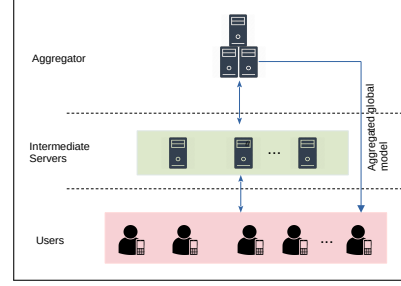 Aggregator
Intermediate
Servers
...
Aggregated global
model
Users
...